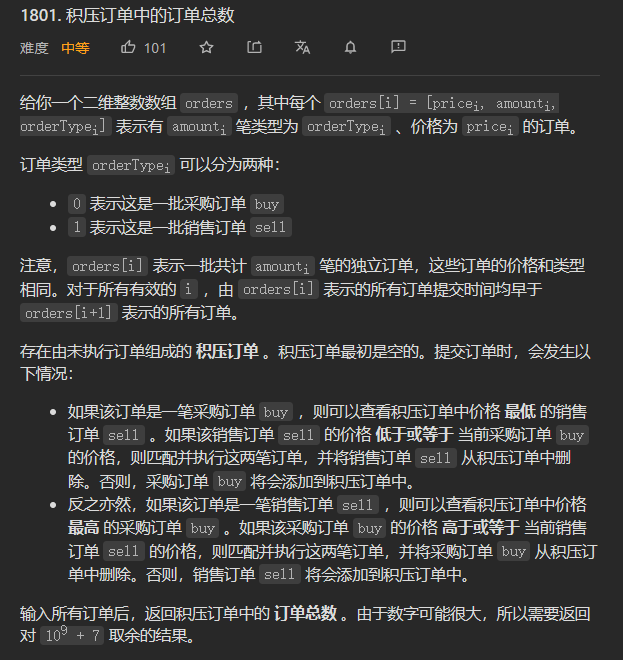 1801. 积压订单中的订单总数
难度 中等 101
给你一个二维整数数组 orders ，其中每个 orders[i] = [priceᵢ, amountᵢ,
orderTypeᵢ] 表示有 amountᵢ 笔类型为 orderTypeᵢ 、价格为 priceᵢ 的订单。
订单类型 orderTypeᵢ 可以分为两种：
• 0 表示这是一批采购订单 buy
• 1 表示这是一批销售订单 sell
注意，orders[i] 表示一批共计 amountᵢ 笔的独立订单，这些订单的价格和类型
相同。对于所有有效的 i ，由 orders[i] 表示的所有订单提交时间均早于
orders[i+1] 表示的所有订单。
存在由未执行订单组成的 积压订单 。积压订单最初是空的。提交订单时，会发生以
下情况：
• 如果该订单是一笔采购订单 buy ，则可以查看积压订单中价格 最低 的销售
订单 sell 。如果该销售订单 sell 的价格 低于或等于 当前采购订单 buy
的价格，则匹配并执行这两笔订单，并将销售订单 sell 从积压订单中删
除。否则，采购订单 buy 将会添加到积压订单中。
• 反之亦然，如果该订单是一笔销售订单 sell ，则可以查看积压订单中价格
最高 的采购订单 buy 。如果该采购订单 buy 的价格 高于或等于 当前销售
订单 sell 的价格，则匹配并执行这两笔订单，并将采购订单 buy 从积压订
单中删除。否则，销售订单 sell 将会添加到积压订单中。
输入所有订单后，返回积压订单中的 订单总数 。由于数字可能很大，所以需要返回
对 10⁹ + 7 取余的结果。